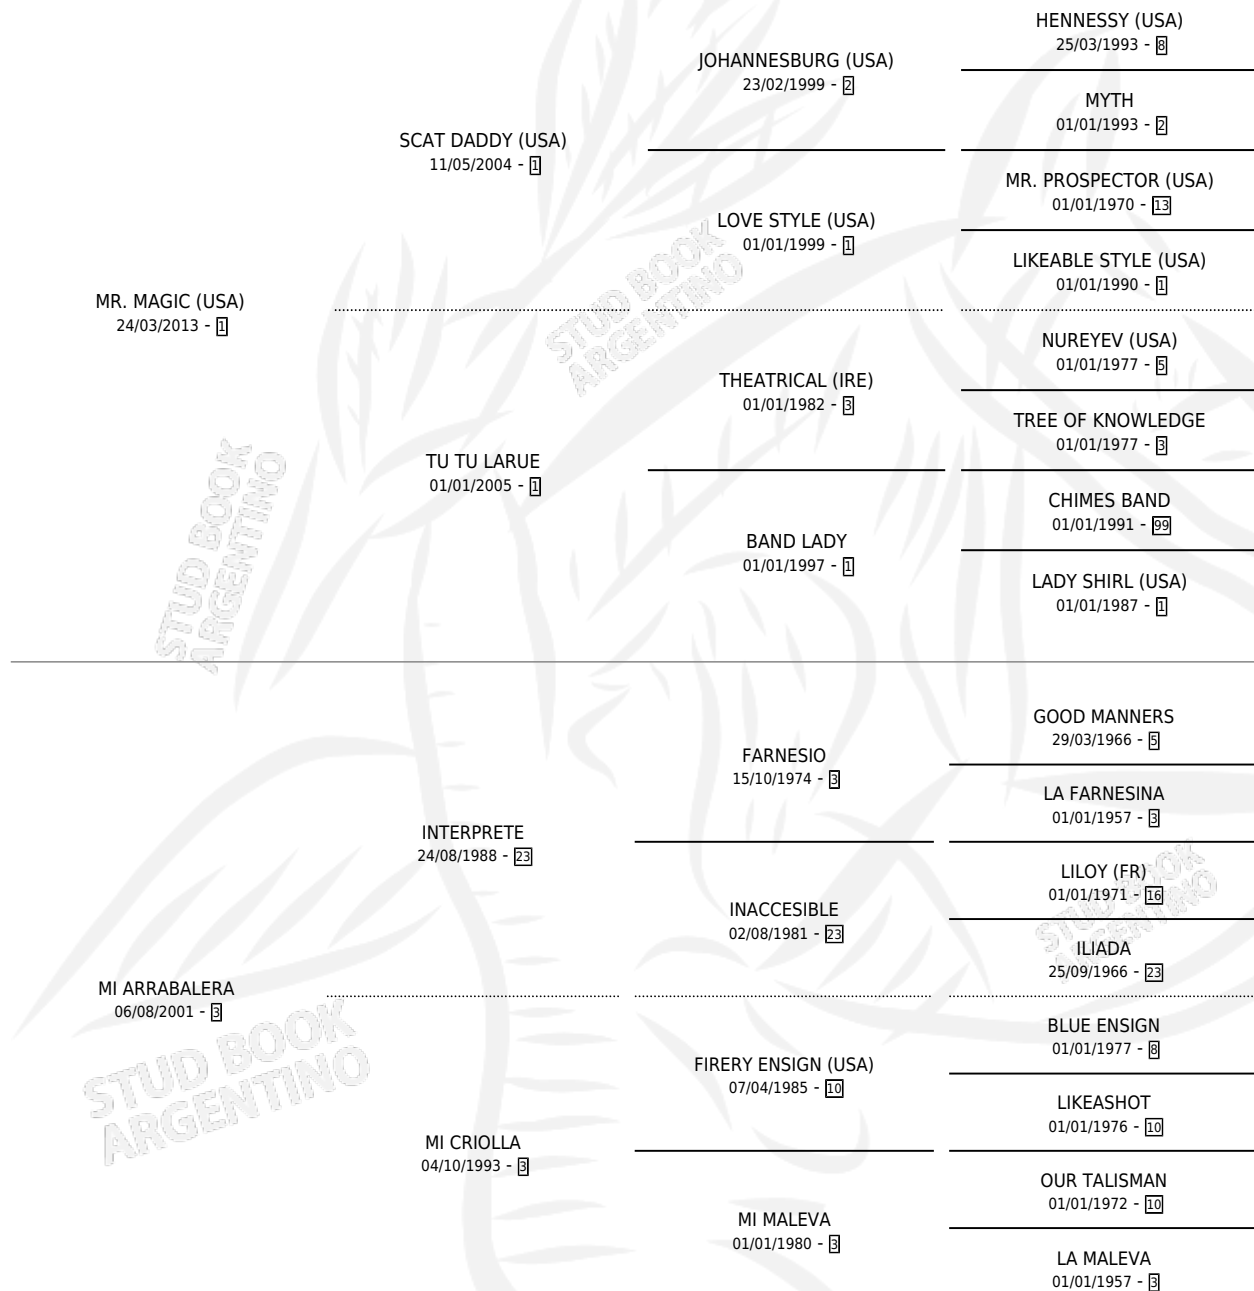 MR. MAGIC (USA)
24/03/2013 - 1
SCAT DADDY (USA)
11/05/2004 - 1
TU TU LARUE
01/01/2005 - 1
JOHANNESBURG (USA)
23/02/1999 - 2
LOVE STYLE (USA)
01/01/1999 - 1
THEATRICAL (IRE)
01/01/1982 - 3
BAND LADY
01/01/1997 - 1
HENNESSY (USA)
25/03/1993 - 8
MYTH
01/01/1993 - 2
MR. PROSPECTOR (USA)
01/01/1970 - 13
LIKEABLE STYLE (USA)
01/01/1990 - 1
NUREYEV (USA)
01/01/1977 - 5
TREE OF KNOWLEDGE
01/01/1977 - 3
CHIMES BAND
01/01/1991 - 99
LADY SHIRL (USA)
01/01/1987 - 1
MI ARRABALERA
06/08/2001 - 3
INTERPRETE
24/08/1988 - 23
MI CRIOLLA
04/10/1993 - 3
FARNESIO
15/10/1974 - 3
INACCESIBLE
02/08/1981 - 23
FIRERY ENSIGN (USA)
07/04/1985 - 10
MI MALEVA
01/01/1980 - 3
GOOD MANNERS
29/03/1966 - 5
LA FARNESINA
01/01/1957 - 3
LILOY (FR)
01/01/1971 - 16
ILIADA
25/09/1966 - 23
BLUE ENSIGN
01/01/1977 - 8
LIKEASHOT
01/01/1976 - 10
OUR TALISMAN
01/01/1972 - 10
LA MALEVA
01/01/1957 - 3
STUD BOOK
ARGENTINO
STUD BOOK
ARGENTINO
STUD BOOK
ARGENTINO
STUD BOOK
ARGENTINO